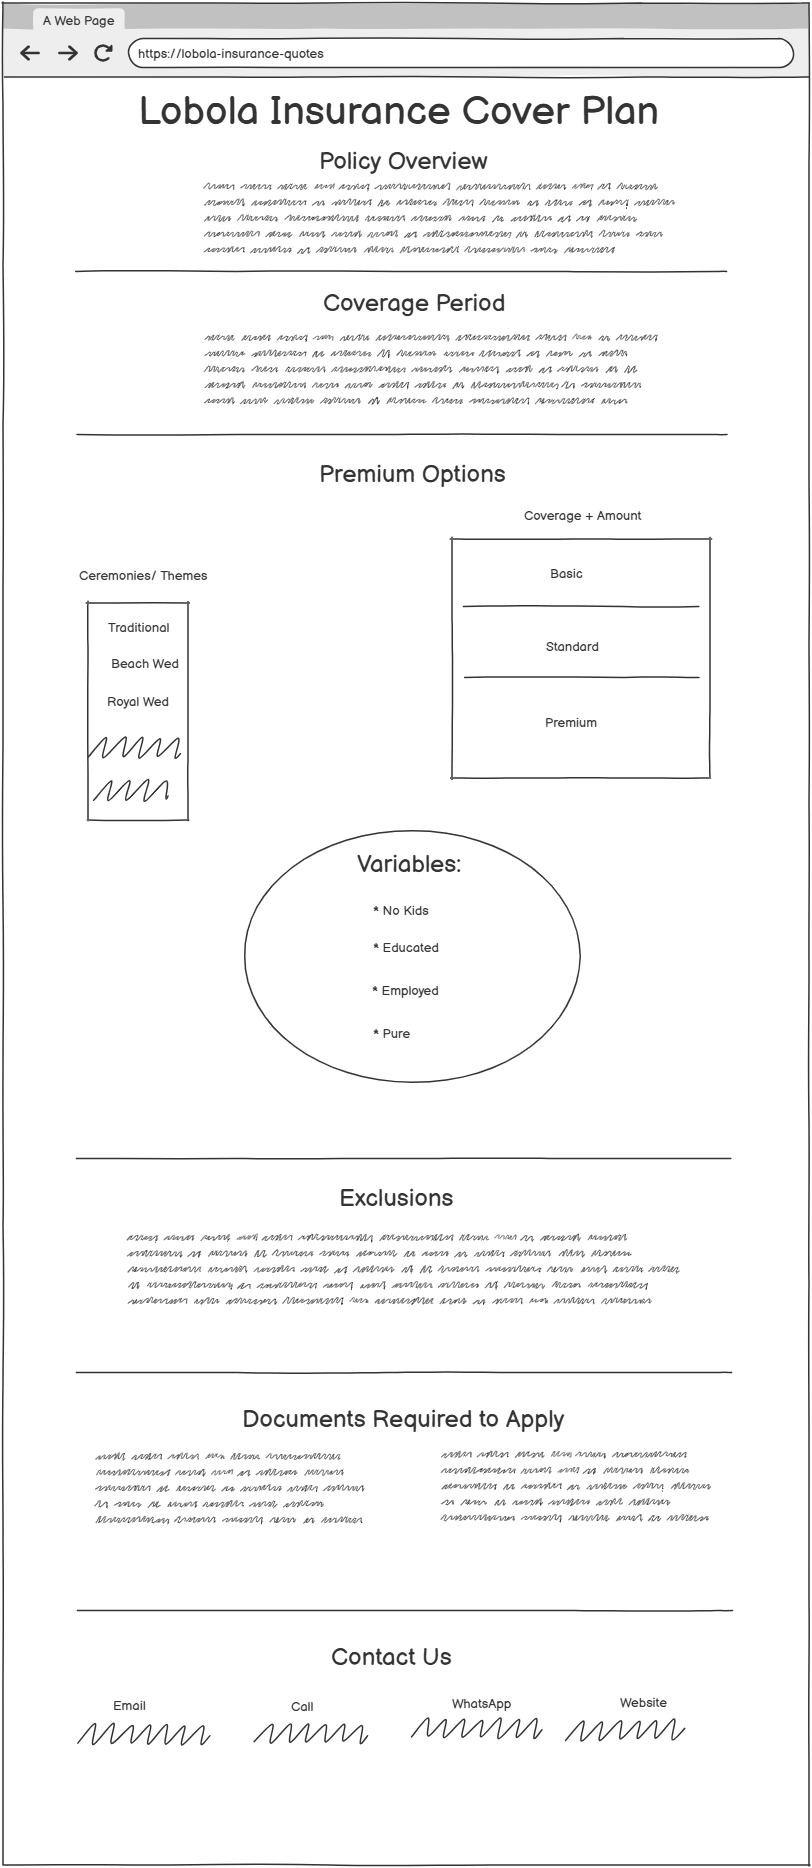 A Web Page
https://lobola-insurance-quotes
Lobola Insurance Cover Plan
Policy Overview
Coverage Period
Premium Options
Coverage + Amount
Basic
Standard
Premium
Ceremonies/ Themes
Traditional
Beach Wed
Royal Wed
Variables:
* No Kids
* Educated
* Employed
* Pure
Exclusions
Documents Required to Apply
Contact Us
Email
Call
WhatsApp
Website